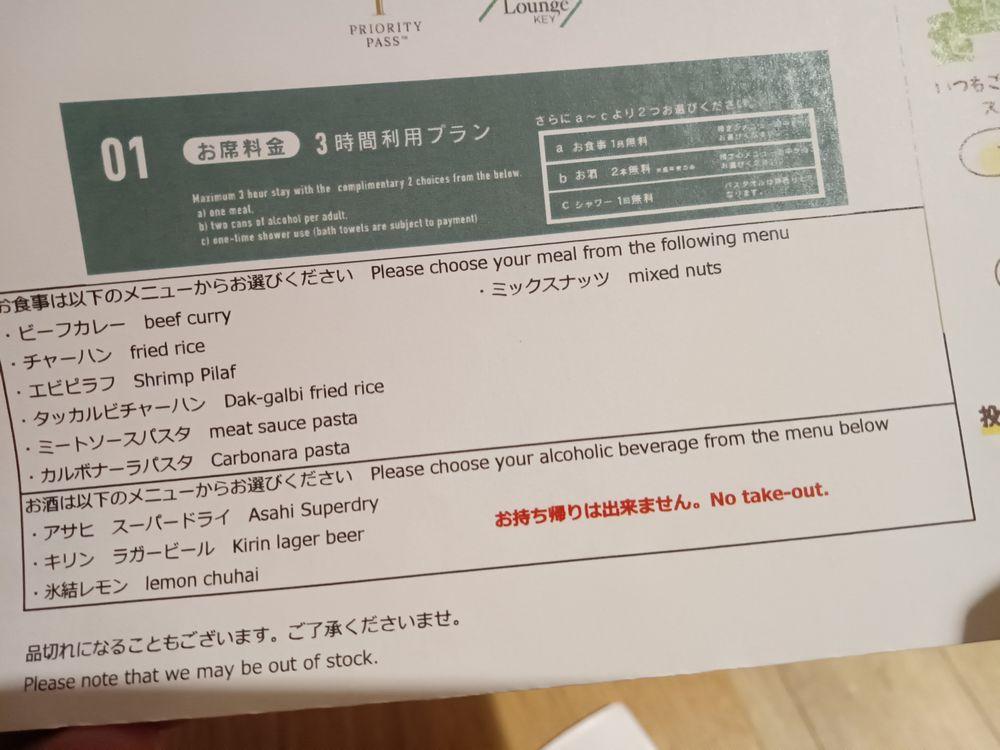 PRIORITY
PASS™
Lounge
KEY
01 お席料金 3時間利用プラン
Maximum 3 hour stay with the complimentary 2 choices from the below.
a) one meal.
b) two cans of alcohol per adult.
c) one-time shower use (bath towels are subject to payment)
さらにa～cより2つお選びください。
a お食事 1回無料
b お酒 2本無料
c シャワー 1回無料
お食事は以下のメニューからお選びください Please choose your meal from the following menu
・ビーフカレー beef curry
・チャーハン fried rice
・エビピラフ Shrimp Pilaf
・タッカルビチャーハン Dak-galbi fried rice
・ミートソースパスタ meat sauce pasta
・カルボナーラパスタ Carbonara pasta
・ミックスナッツ mixed nuts
お酒は以下のメニューからお選びください Please choose your alcoholic beverage from the menu below
・アサヒ スーパードライ Asahi Superdry
・キリン ラガービール Kirin lager beer
・氷結レモン lemon chuhai
お持ち帰りは出来ません。No take-out.
品切れになることもございます。ご了承くださいませ。
Please note that we may be out of stock.
いつもご
投